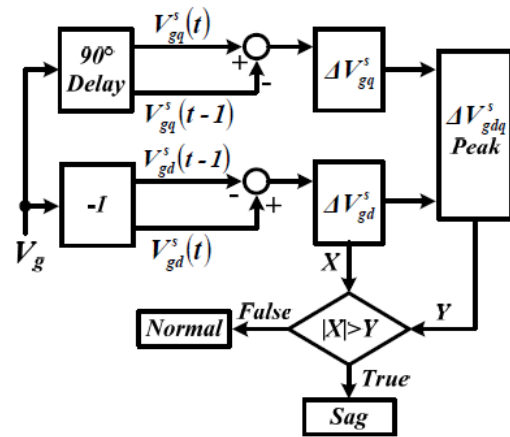 V^s_gq(t)
90°
Delay
+
-
V^s_gq(t-1)
ΔV^s_gq
ΔV^s_gdq
Peak
V^s_gd(t-1)
-1
-
+
V^s_gd(t)
ΔV^s_gd
V_g
X
Y
|X|>Y
False
Normal
True
Sag